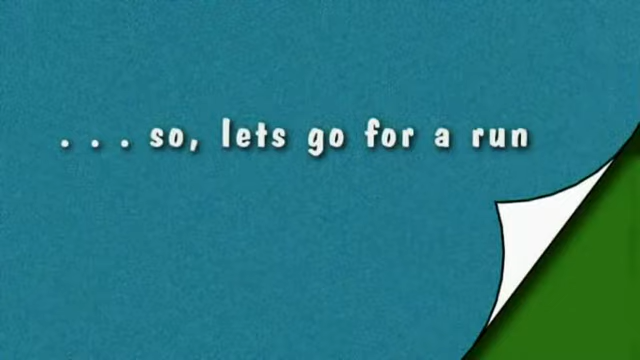 . . . so, lets go for a run